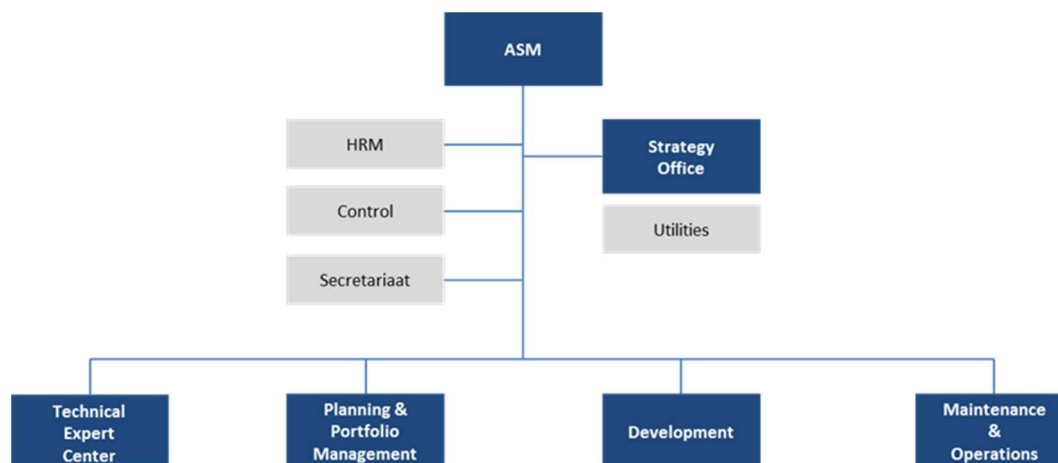 ASM
HRM
Strategy
Office
Control
Utilities
Secretariaat
Technical
Expert
Center
Planning &
Portfolio
Management
Development
Maintenance
&
Operations